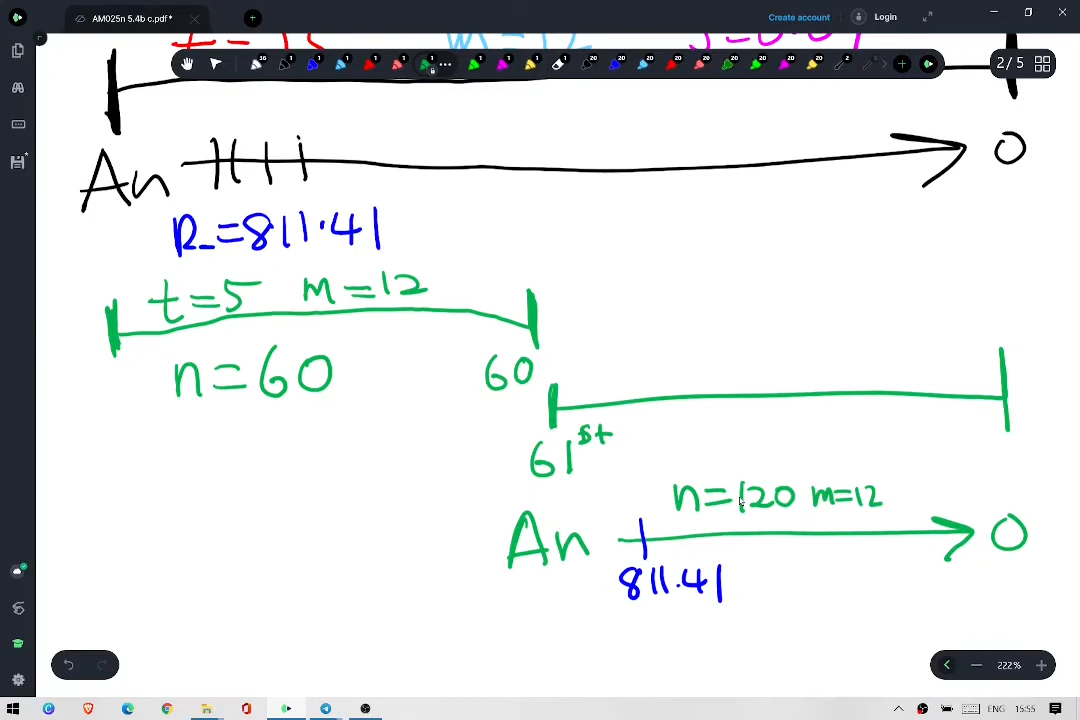 AM025n 5.4b c.pdf*
Create account
Login
2/5
An
0
R=811.41
t=5 m=12
n=60
60
61st
n=120 m=12
An
0
811.41
222%
ENG 15:55